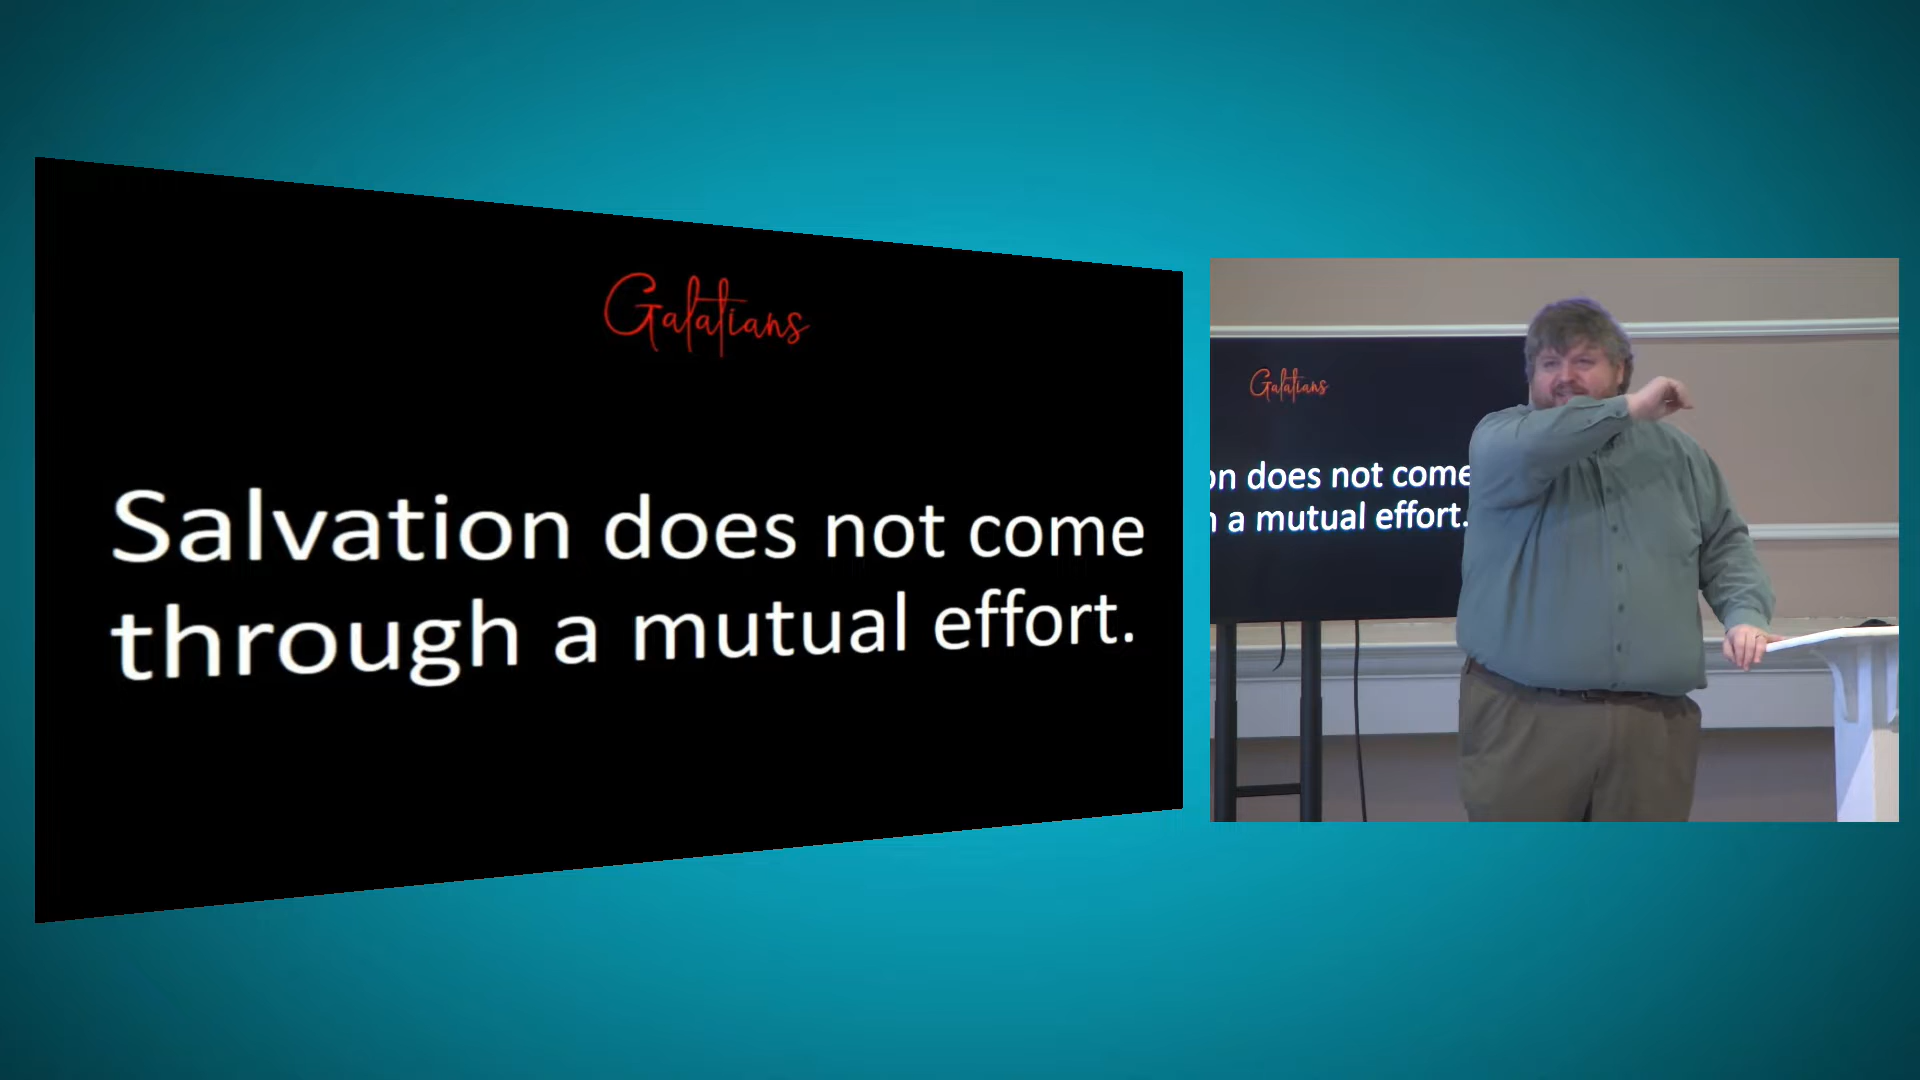 Galatians
Salvation does not come
through a mutual effort.
Galatians
on does not come
a mutual effort.